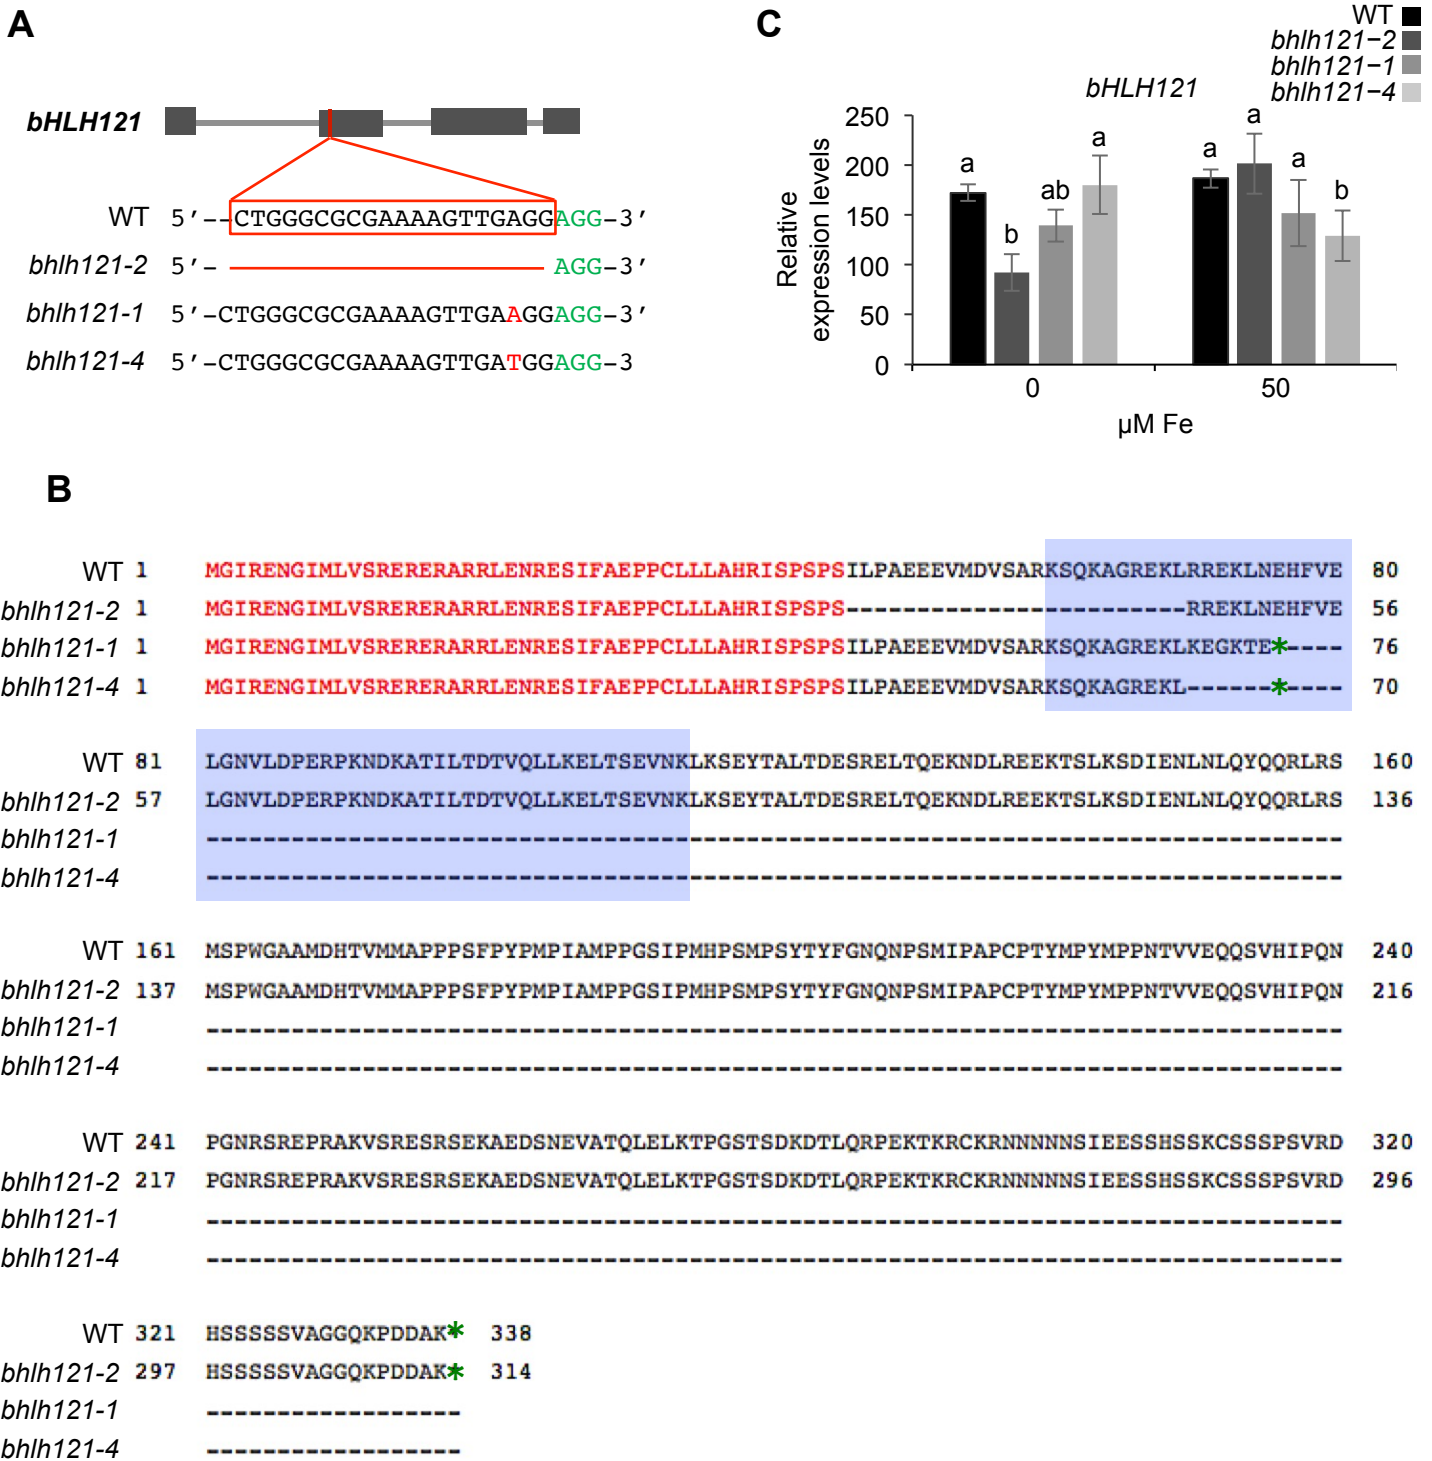 A
bHLH121
WT 5′--CTGGGCGCGAAAAGTTGAGGAGG-3′
bhlh121-2 5′- AGG-3′
bhlh121-1 5′-CTGGGCGCGAAAAGTTGAAGGAGG-3′
bhlh121-4 5′-CTGGGCGCGAAAAGTTGATGGAGG-3
C
WT
bhlh121-2
bhlh121-1
bhlh121-4
bHLH121
Relative
expression levels
250
200
150
100
50
0
a b ab a a a a b
0 50
µM Fe
B
WT 1 MGIRENGIMLVSRERERARRLENRESIFAEPPCLLLAHRISPSPSILPAEEEVMDVSARKSQKAGREKLRREKLNEHFVE 80
bhlh121-2 1 MGIRENGIMLVSRERERARRLENRESIFAEPPCLLLAHRISPSPS------------------------RREKLNEHFVE 56
bhlh121-1 1 MGIRENGIMLVSRERERARRLENRESIFAEPPCLLLAHRISPSPSILPAEEEVMDVSARKSQKAGREKLKEGKTE*---- 76
bhlh121-4 1 MGIRENGIMLVSRERERARRLENRESIFAEPPCLLLAHRISPSPSILPAEEEVMDVSARKSQKAGREKL------*---- 70
WT 81 LGNVLDPERPKNDKATILTDTVQLLKELTSEVNKLKSEYTALTDESRELTQEKNDLREEKTSLKSDIENLNLQYQQRLRS 160
bhlh121-2 57 LGNVLDPERPKNDKATILTDTVQLLKELTSEVNKLKSEYTALTDESRELTQEKNDLREEKTSLKSDIENLNLQYQQRLRS 136
bhlh121-1 --------------------------------------------------------------------------------
bhlh121-4 --------------------------------------------------------------------------------
WT 161 MSPWGAAMDHTVMMAPPPSFPYPMPIAMPPGSIPMHPSMPSYTYFGNQNPSMIPAPCPTYMPYMPPNTVVEQQSVHIPQN 240
bhlh121-2 137 MSPWGAAMDHTVMMAPPPSFPYPMPIAMPPGSIPMHPSMPSYTYFGNQNPSMIPAPCPTYMPYMPPNTVVEQQSVHIPQN 216
bhlh121-1 --------------------------------------------------------------------------------
bhlh121-4 --------------------------------------------------------------------------------
WT 241 PGNRSREPRAKVSRESRSEKAEDSNEVATQLELKTPGSTSDKDTLQRPEKTKRCKRNNNNNSIEESSHSSKCSSSPSVRD 320
bhlh121-2 217 PGNRSREPRAKVSRESRSEKAEDSNEVATQLELKTPGSTSDKDTLQRPEKTKRCKRNNNNNSIEESSHSSKCSSSPSVRD 296
bhlh121-1 --------------------------------------------------------------------------------
bhlh121-4 --------------------------------------------------------------------------------
WT 321 HSSSSSVAGGQKPDDAK* 338
bhlh121-2 297 HSSSSSVAGGQKPDDAK* 314
bhlh121-1 ------------------
bhlh121-4 ------------------